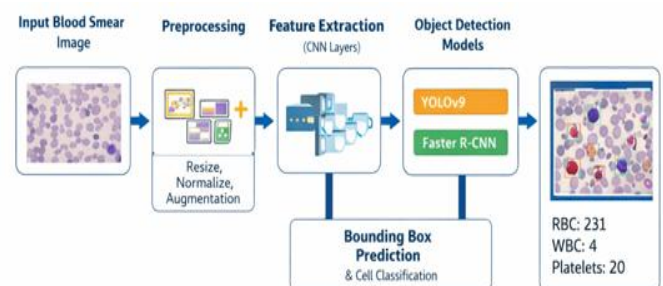 Input Blood Smear
Image
Preprocessing
Resize,
Normalize,
Augmentation
Feature Extraction
(CNN Layers)
Object Detection
Models
YOLOv9
Faster R-CNN
Bounding Box
Prediction
& Cell Classification
RBC: 231
WBC: 4
Platelets: 20